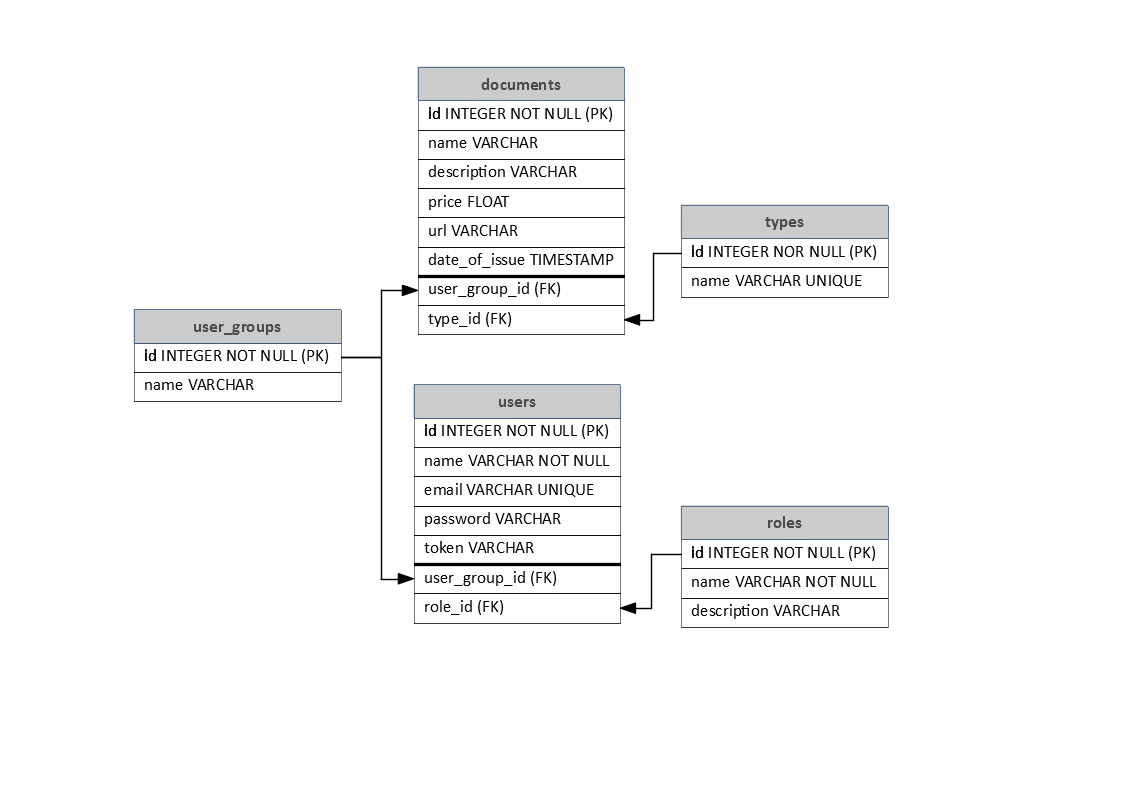 documents
Id INTEGER NOT NULL (PK)
name VARCHAR
description VARCHAR
price FLOAT
url VARCHAR
date_of_issue TIMESTAMP
user_group_id (FK)
type_id (FK)
types
Id INTEGER NOR NULL (PK)
name VARCHAR UNIQUE
user_groups
Id INTEGER NOT NULL (PK)
name VARCHAR
users
Id INTEGER NOT NULL (PK)
name VARCHAR NOT NULL
email VARCHAR UNIQUE
password VARCHAR
token VARCHAR
user_group_id (FK)
role_id (FK)
roles
Id INTEGER NOT NULL (PK)
name VARCHAR NOT NULL
description VARCHAR